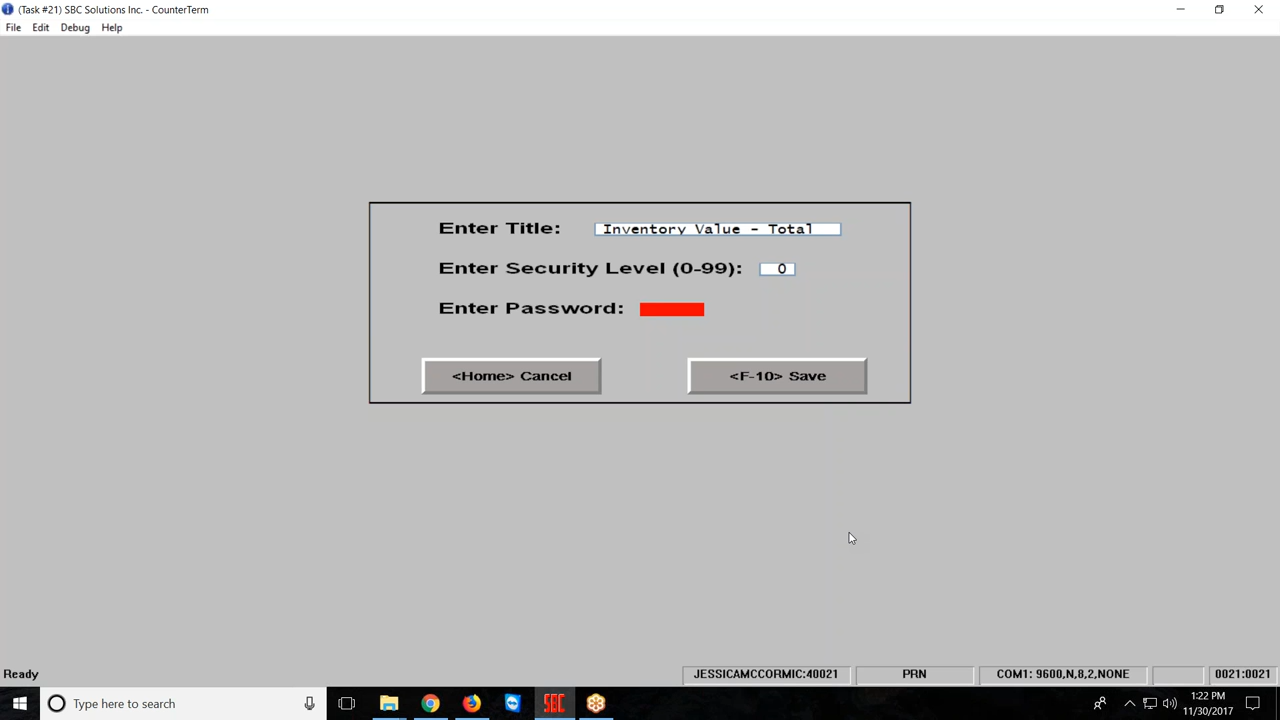 (Task #21) SBC Solutions Inc. - CounterTerm
File Edit Debug Help
Enter Title: Inventory Value - Total
Enter Security Level (0-99): 0
Enter Password:
<Home> Cancel <F-10> Save
Ready JESSICAMCCORMIC:40021 PRN COM1: 9600,N,8,2,NONE 0021:0021
Type here to search SBC 1:22 PM
11/30/2017